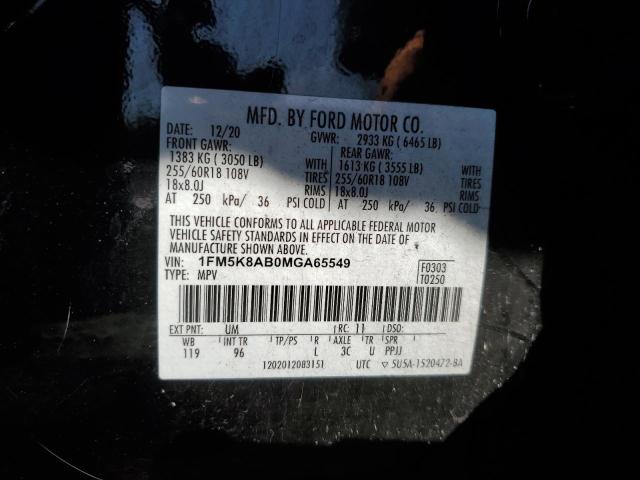 MFD. BY FORD MOTOR CO.
DATE: 12/20 GVWR: 2933 KG ( 6465 LB)
FRONT GAWR: REAR GAWR:
1383 KG ( 3050 LB) WITH 1613 KG ( 3555 LB) WITH
255/60R18 108V TIRES 255/60R18 108V TIRES
18x8.0J RIMS 18x8.0J RIMS
AT 250 kPa/ 36 PSI COLD AT 250 kPa/ 36 PSI COLD
THIS VEHICLE CONFORMS TO ALL APPLICABLE FEDERAL MOTOR
VEHICLE SAFETY STANDARDS IN EFFECT ON THE DATE OF
MANUFACTURE SHOWN ABOVE.
VIN: 1FM5K8AB0MGA65549 F0303
TYPE: MPV T0250
EXT PNT: UM RC: 11 DSO:
WB INT TR TP/PS R AXLE TR SPR
119 96 L 3C U PPJJ
1202012083151 UTC ▽ 5U5A-1520472-BA